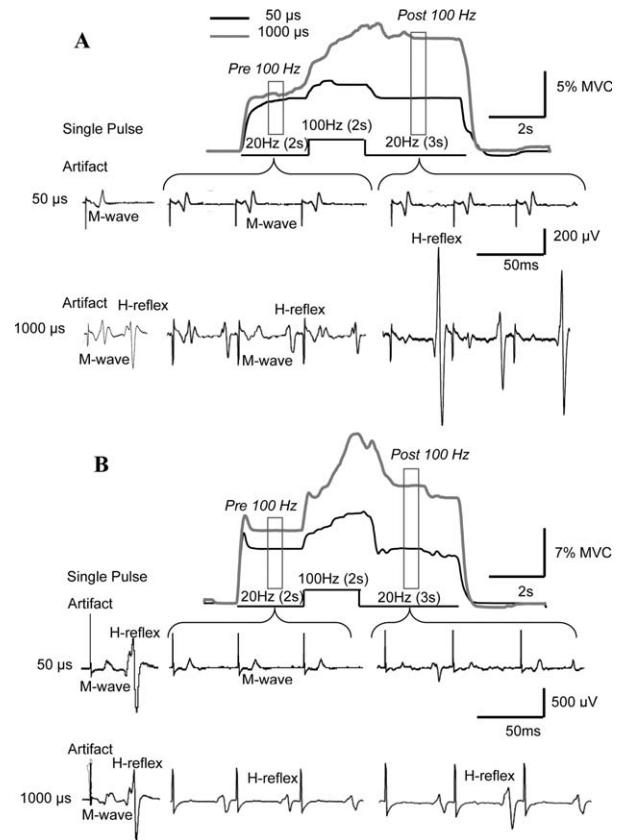 50 µs
1000 µs
A
Post 100 Hz
Pre 100 Hz
5% MVC
2s
Single Pulse
100Hz (2s)
20Hz (2s)
20Hz (3s)
Artifact
50 µs
M-wave
M-wave
H-reflex
200 µV
50ms
Artifact
H-reflex
H-reflex
1000 µs
M-wave
M-wave
B
Post 100 Hz
Pre 100 Hz
7% MVC
2s
Single Pulse
100Hz (2s)
20Hz (2s)
20Hz (3s)
Artifact
H-reflex
50 µs
M-wave
M-wave
500 uV
50ms
Artifact
H-reflex
H-reflex
H-reflex
1000 µs
M-wave